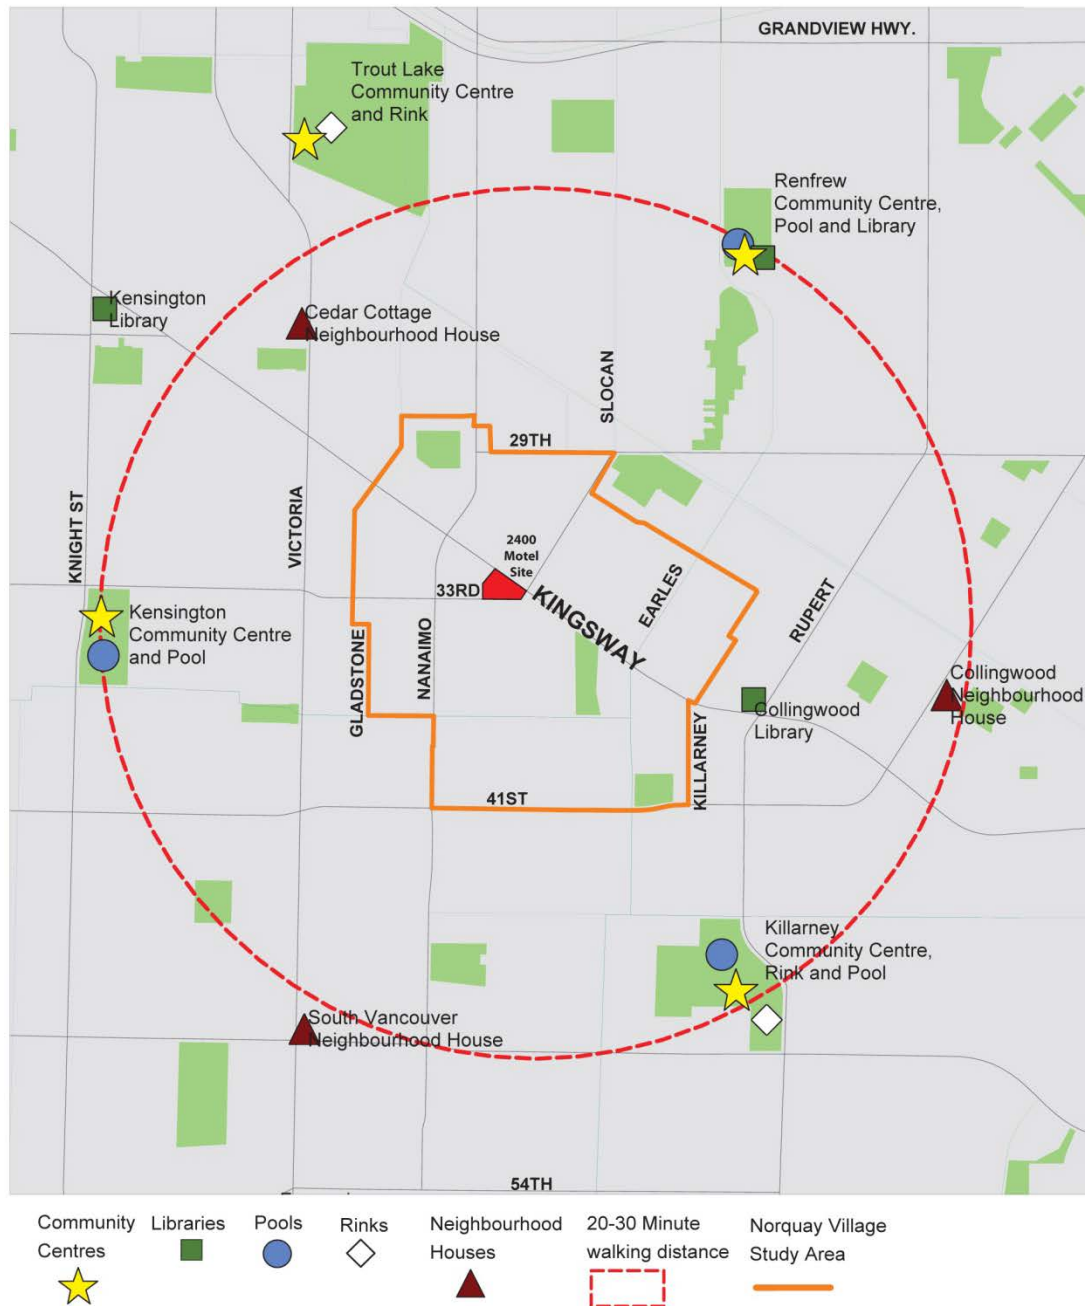 GRANDVIEW HWY.
Trout Lake
Community Centre
and Rink
Renfrew
Community Centre,
Pool and Library
Kensington
Library
Cedar Cottage
Neighbourhood House
SLOCAN
29TH
KNIGHT ST
VICTORIA
2400
Motel
Site
33RD
KINGSWAY
EARLES
RUPERT
Kensington
Community Centre
and Pool
GLADSTONE
NANAIMO
Collingwood
Neighbourhood
House
Collingwood
Library
KILLARNEY
41ST
Killarney
Community Centre,
Rink and Pool
South Vancouver
Neighbourhood House
54TH
Community
Centres
Libraries
Pools
Rinks
Neighbourhood
Houses
20-30 Minute
walking distance
Norquay Village
Study Area